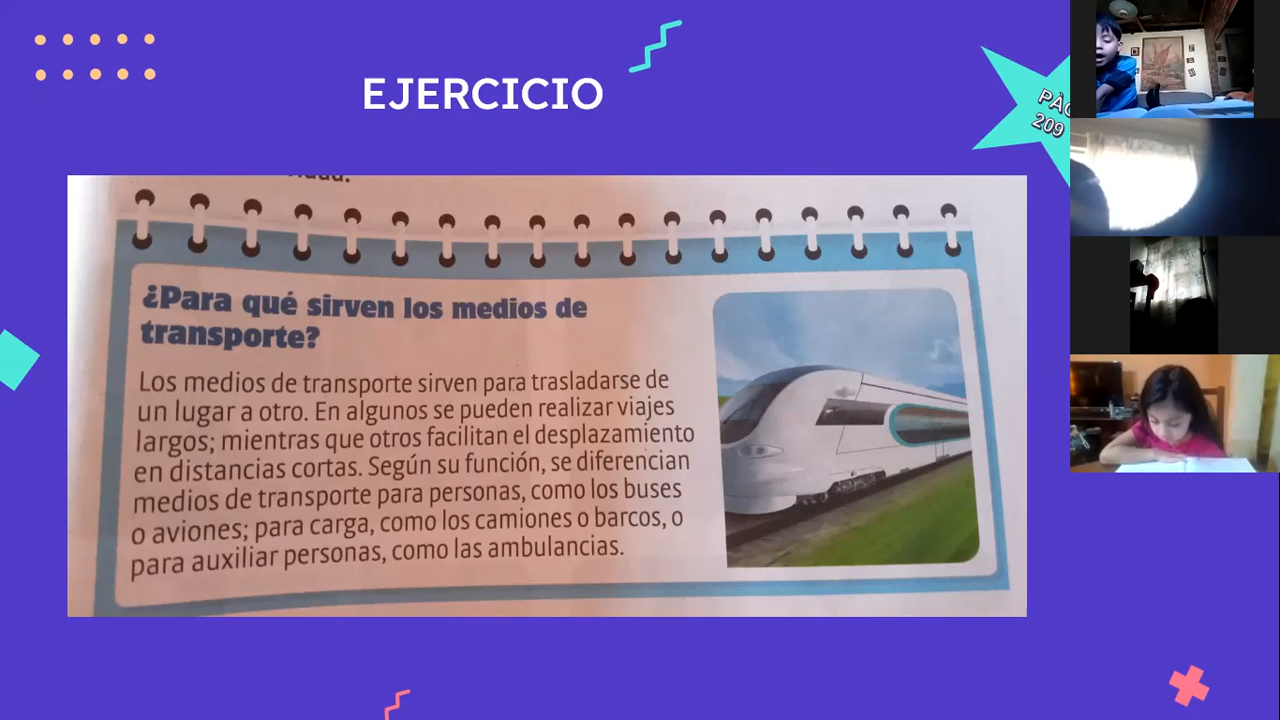 EJERCICIO
209
¿Para qué sirven los medios de
transporte?
Los medios de transporte sirven para trasladarse de
un lugar a otro. En algunos se pueden realizar viajes
largos; mientras que otros facilitan el desplazamiento
en distancias cortas. Según su función, se diferencian
medios de transporte para personas, como los buses
o aviones; para carga, como los camiones o barcos, o
para auxiliar personas, como las ambulancias.